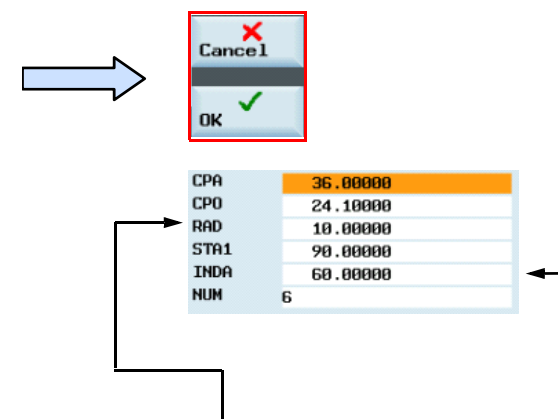 Cancel
OK
CPA 36.00000
CPO 24.10000
RAD 10.00000
STA1 90.00000
INDA 60.00000
NUM 6